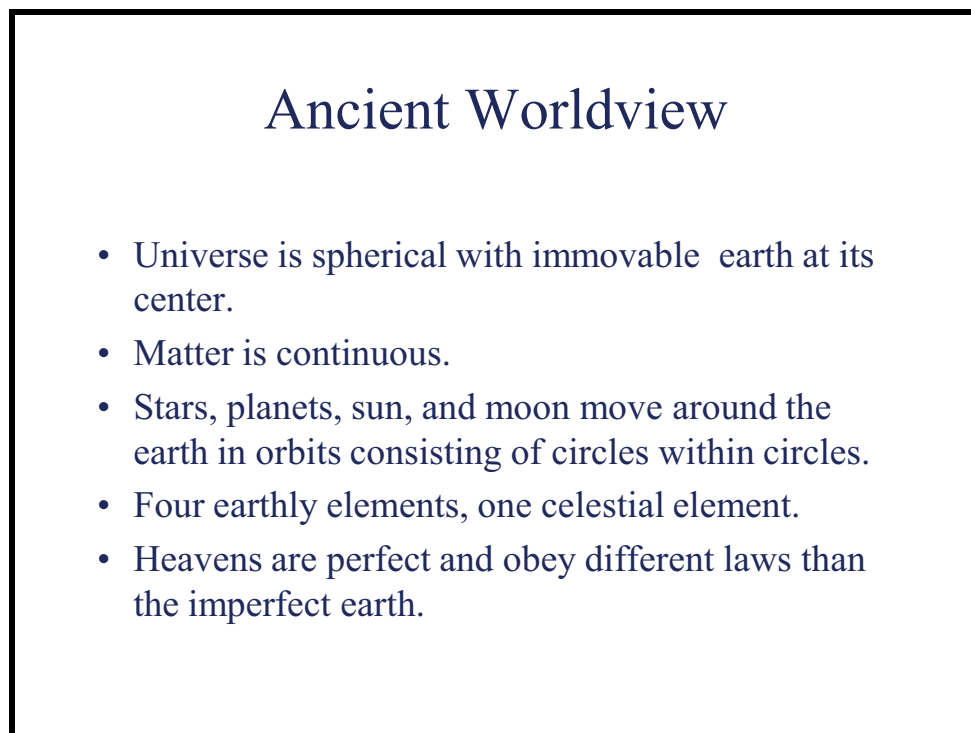 Ancient Worldview
• Universe is spherical with immovable  earth at its
center.
• Matter is continuous.
• Stars, planets, sun, and moon move around the
earth in orbits consisting of circles within circles.
• Four earthly elements, one celestial element.
• Heavens are perfect and obey different laws than
the imperfect earth.